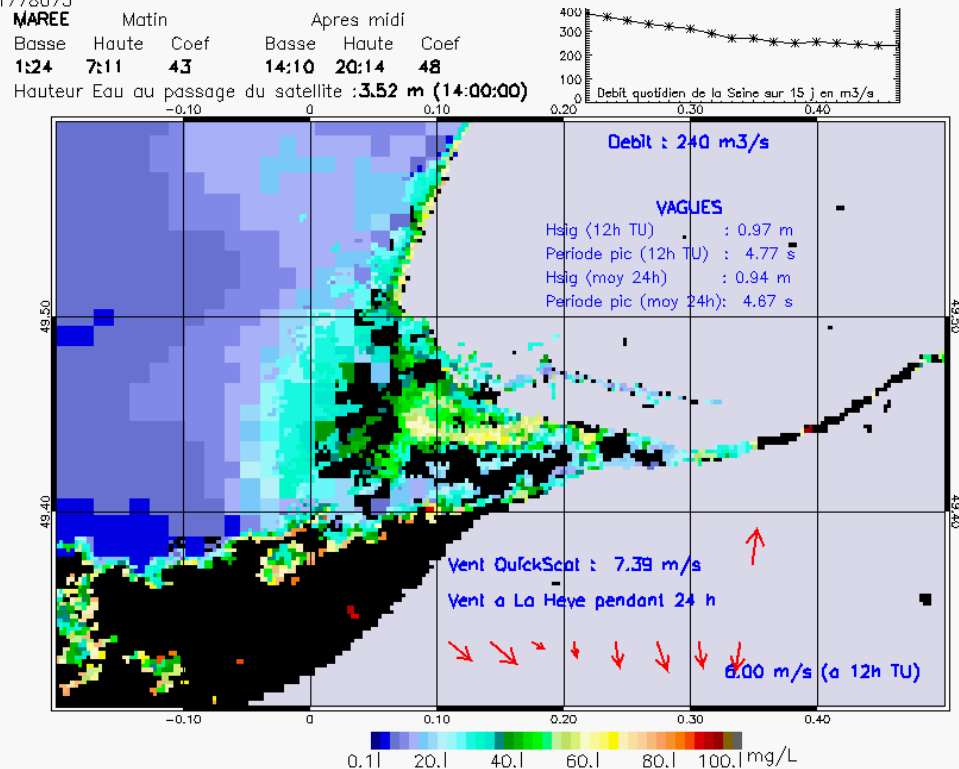 MAREE Matin Apres midi
Basse Haute Coef Basse Haute Coef
1:24 7:11 43 14:10 20:14 48
Hauteur Eau au passage du satellite :3.52 m (14:00:00)
400
300
200
100
0
Debit quotidien de la Seine sur 15 j en m3/s
-0.10 0 0.10 0.20 0.30 0.40
Debit : 240 m3/s
VAGUES
Hsig (12h TU) : 0.97 m
Periode pic (12h TU) : 4.77 s
Hsig (moy 24h) : 0.94 m
Periode pic (moy 24h): 4.67 s
49.50 49.50
49.40 49.40
Vent QuickScat : 7.39 m/s
Vent a La Heve pendant 24 h
6.00 m/s (a 12h TU)
-0.10 0 0.10 0.20 0.30 0.40
0.1| 20.| 40.| 60.| 80.| 100.| mg/L